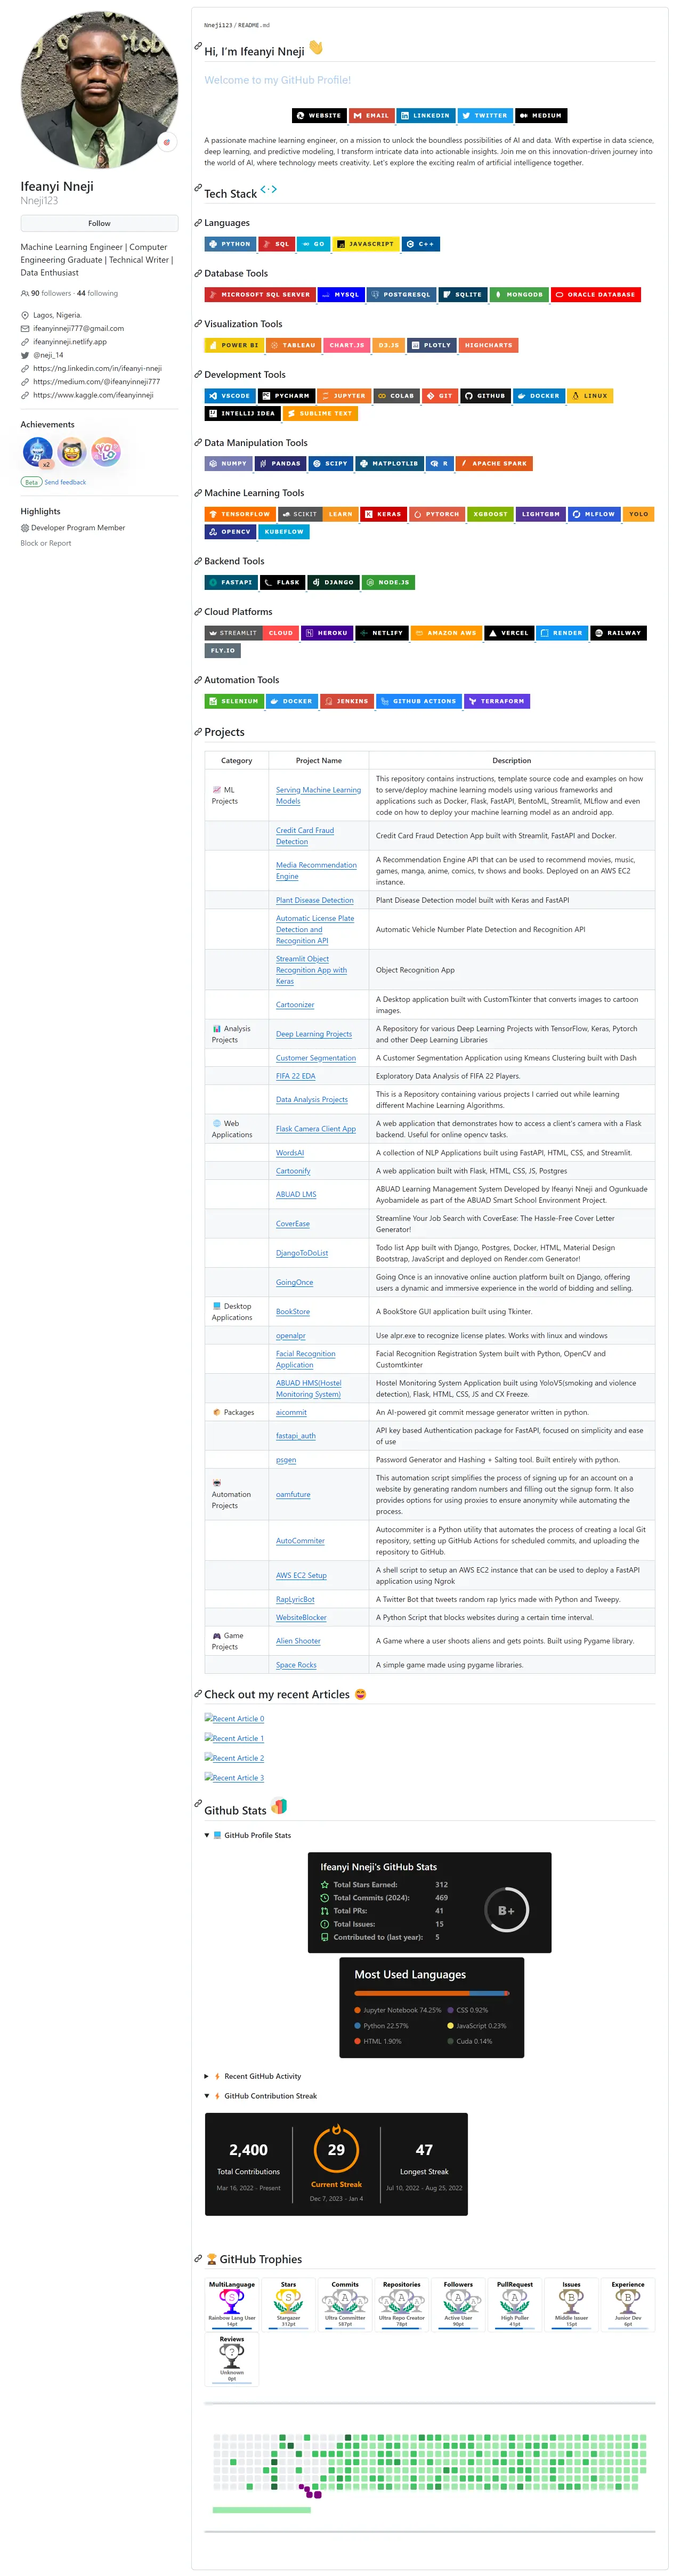 Ifeanyi Nneji
Nneji123
Follow
Machine Learning Engineer | Computer
Engineering Graduate | Technical Writer |
Data Enthusiast
90 followers · 44 following
Lagos, Nigeria.
ifeanyinneji777@gmail.com
ifeanyinneji.netlify.app
@neji_14
https://ng.linkedin.com/in/ifeanyi-nneji
https://medium.com/@ifeanyinneji777
https://www.kaggle.com/ifeanyinneji
Achievements
x2
YOLO
Beta Send feedback
Highlights
Developer Program Member
Block or Report
Nneji123 / README.md
Hi, I'm Ifeanyi Nneji
Welcome to my GitHub Profile!
WEBSITE EMAIL LINKEDIN TWITTER MEDIUM
A passionate machine learning engineer, on a mission to unlock the boundless possibilities of AI and data. With expertise in data science,
deep learning, and predictive modeling, I transform intricate data into actionable insights. Join me on this innovation-driven journey into
the world of AI, where technology meets creativity. Let's explore the exciting realm of artificial intelligence together.
Tech Stack
Languages
PYTHON SQL GO JAVASCRIPT C++
Database Tools
MICROSOFT SQL SERVER MYSQL POSTGRESQL SQLITE MONGODB ORACLE DATABASE
Visualization Tools
POWER BI TABLEAU CHART.JS D3.JS PLOTLY HIGHCHARTS
Development Tools
VSCODE PYCHARM JUPYTER COLAB GIT GITHUB DOCKER LINUX
INTELLIJ IDEA SUBLIME TEXT
Data Manipulation Tools
NUMPY PANDAS SCIPY MATPLOTLIB R APACHE SPARK
Machine Learning Tools
TENSORFLOW SCIKIT LEARN KERAS PYTORCH XGBOOST LIGHTGBM MLFLOW YOLO
OPENCV KUBEFLOW
Backend Tools
FASTAPI FLASK DJANGO NODE.JS
Cloud Platforms
STREAMLIT CLOUD HEROKU NETLIFY AMAZON AWS VERCEL RENDER RAILWAY
FLY.IO
Automation Tools
SELENIUM DOCKER JENKINS GITHUB ACTIONS TERRAFORM
Projects
Category Project Name Description
ML
Projects
Serving Machine Learning
Models
This repository contains instructions, template source code and examples on how
to serve/deploy machine learning models using various frameworks and
applications such as Docker, Flask, FastAPI, BentoML, Streamlit, MLflow and even
code on how to deploy your machine learning model as an android app.
Credit Card Fraud
Detection
Credit Card Fraud Detection App built with Streamlit, FastAPI and Docker.
Media Recommendation
Engine
A Recommendation Engine API that can be used to recommend movies, music,
games, manga, anime, comics, tv shows and books. Deployed on an AWS EC2
instance.
Plant Disease Detection
Plant Disease Detection model built with Keras and FastAPI
Automatic License Plate
Detection and
Recognition API
Automatic Vehicle Number Plate Detection and Recognition API
Streamlit Object
Recognition App with
Keras
Object Recognition App
Cartoonizer
A Desktop application built with CustomTkinter that converts images to cartoon
images.
Analysis
Projects
Deep Learning Projects
A Repository for various Deep Learning Projects with TensorFlow, Keras, Pytorch
and other Deep Learning Libraries
Customer Segmentation
A Customer Segmentation Application using Kmeans Clustering built with Dash
FIFA 22 EDA
Exploratory Data Analysis of FIFA 22 Players.
Data Analysis Projects
This is a Repository containing various projects I carried out while learning
different Machine Learning Algorithms.
Web
Applications
Flask Camera Client App
A web application that demonstrates how to access a client's camera with a Flask
backend. Useful for online opencv tasks.
WordsAI
A collection of NLP Applications built using FastAPI, HTML, CSS, and Streamlit.
Cartoonify
A web application built with Flask, HTML, CSS, JS, Postgres
ABUAD LMS
ABUAD Learning Management System Developed by Ifeanyi Nneji and Ogunkuade
Ayobamidele as part of the ABUAD Smart School Environment Project.
CoverEase
Streamline Your Job Search with CoverEase: The Hassle-Free Cover Letter
Generator!
DjangoToDoList
Todo list App built with Django, Postgres, Docker, HTML, Material Design
Bootstrap, JavaScript and deployed on Render.com Generator!
GoingOnce
Going Once is an innovative online auction platform built on Django, offering
users a dynamic and immersive experience in the world of bidding and selling.
Desktop
Applications
BookStore
A BookStore GUI application built using Tkinter.
openalpr
Use alpr.exe to recognize license plates. Works with linux and windows
Facial Recognition
Application
Facial Recognition Registration System built with Python, OpenCV and
Customtkinter
ABUAD HMS(Hostel
Monitoring System)
Hostel Monitoring System Application built using YoloV5(smoking and violence
detection), Flask, HTML, CSS, JS and CX Freeze.
Packages
aicommit
An AI-powered git commit message generator written in python.
fastapi_auth
API key based Authentication package for FastAPI, focused on simplicity and ease
of use
psgen
Password Generator and Hashing + Salting tool. Built entirely with python.
Automation
Projects
oamfuture
This automation script simplifies the process of signing up for an account on a
website by generating random numbers and filling out the signup form. It also
provides options for using proxies to ensure anonymity while automating the
process.
AutoCommiter
Autocommiter is a Python utility that automates the process of creating a local Git
repository, setting up GitHub Actions for scheduled commits, and uploading the
repository to GitHub.
AWS EC2 Setup
A shell script to setup an AWS EC2 instance that can be used to deploy a FastAPI
application using Ngrok
RapLyricBot
A Twitter Bot that tweets random rap lyrics made with Python and Tweepy.
WebsiteBlocker
A Python Script that blocks websites during a certain time interval.
Game
Projects
Alien Shooter
A Game where a user shoots aliens and gets points. Built using Pygame library.
Space Rocks
A simple game made using pygame libraries.
Check out my recent Articles
Recent Article 0
Recent Article 1
Recent Article 2
Recent Article 3
Github Stats
GitHub Profile Stats
Ifeanyi Nneji's GitHub Stats
Total Stars Earned: 312
Total Commits (2024): 469
Total PRs: 41
Total Issues: 15
Contributed to (last year): 5
B+
Most Used Languages
Jupyter Notebook 74.25% CSS 0.92%
Python 22.57% JavaScript 0.23%
HTML 1.90% Cuda 0.14%
Recent GitHub Activity
GitHub Contribution Streak
2,400 29 47
Total Contributions Current Streak Longest Streak
Mar 16, 2022 - Present Dec 7, 2023 - Jan 4 Jul 10, 2022 - Aug 25, 2022
GitHub Trophies
MultiLanguage Stars Commits Repositories Followers PullRequest Issues Experience
S S A A A A B B
Rainbow Lang User Stargazer Ultra Committer Ultra Repo Creator Active User High Puller Middle Issuer Junior Dev
14pt 312pt 587pt 78pt 90pt 41pt 15pt 6pt
Reviews
?
Unknown
0pt